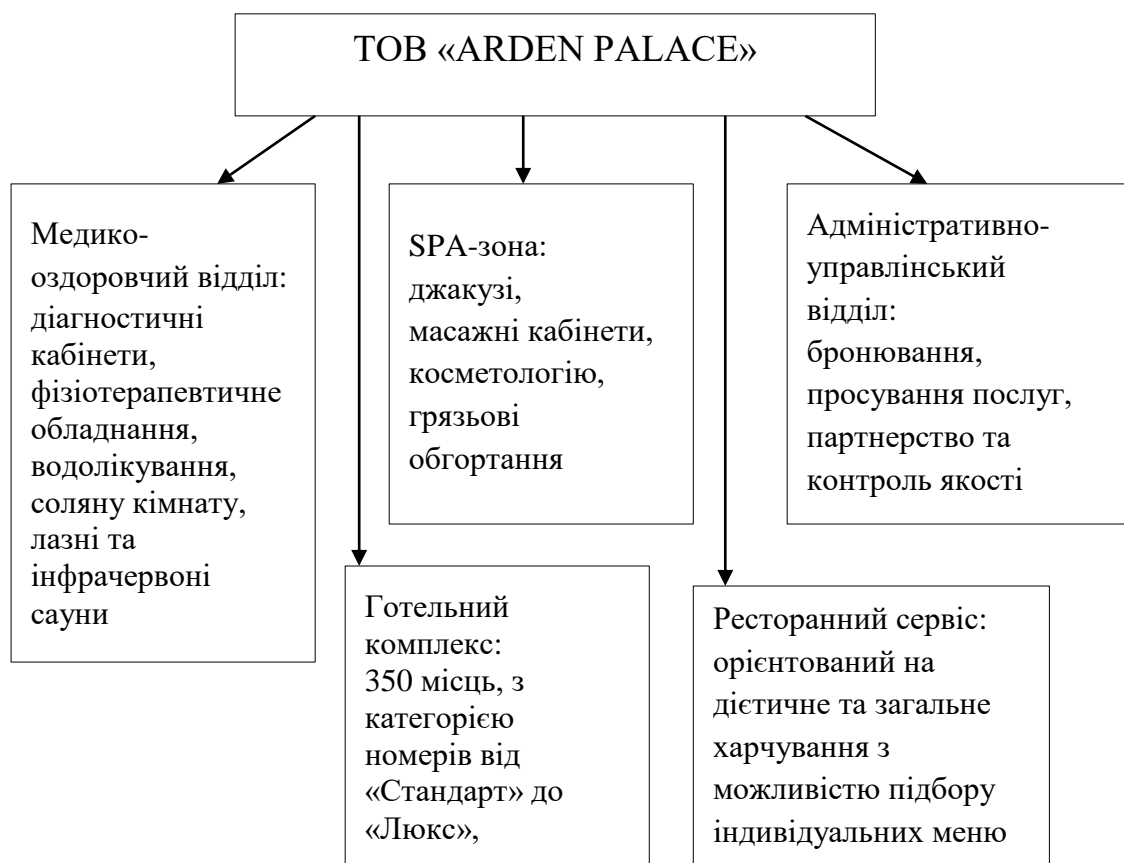 ТОВ «ARDEN PALACE»
Медико-
оздоровчий відділ:
діагностичні
кабінети,
фізіотерапевтичне
обладнання,
водолікування,
соляну кімнату,
лазні та
інфрачервоні
сауни
SPA-зона:
джакузі,
масажні кабінети,
косметологію,
грязьові
обгортання
Адміністративно-
управлінський
відділ:
бронювання,
просування послуг,
партнерство та
контроль якості
Готельний
комплекс:
350 місць, з
категорією
номерів від
«Стандарт» до
«Люкс»,
Ресторанний сервіс:
орієнтований на
дієтичне та загальне
харчування з
можливістю підбору
індивідуальних меню